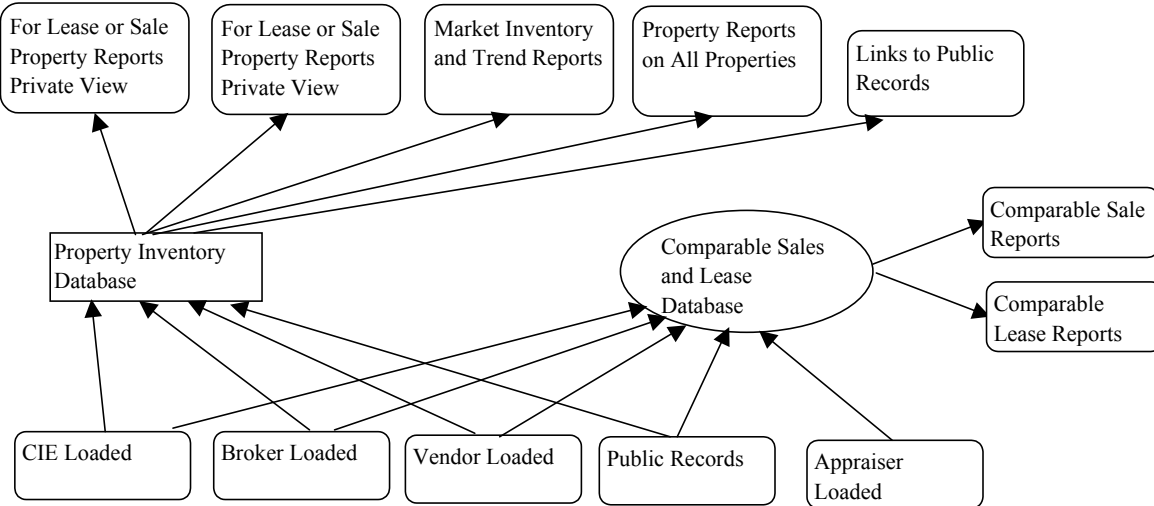 For Lease or Sale
Property Reports
Private View
For Lease or Sale
Property Reports
Private View
Market Inventory
and Trend Reports
Property Reports
on All Properties
Links to Public
Records
Property Inventory
Database
Comparable Sales
and Lease
Database
Comparable Sale
Reports
Comparable
Lease Reports
CIE Loaded
Broker Loaded
Vendor Loaded
Public Records
Appraiser
Loaded